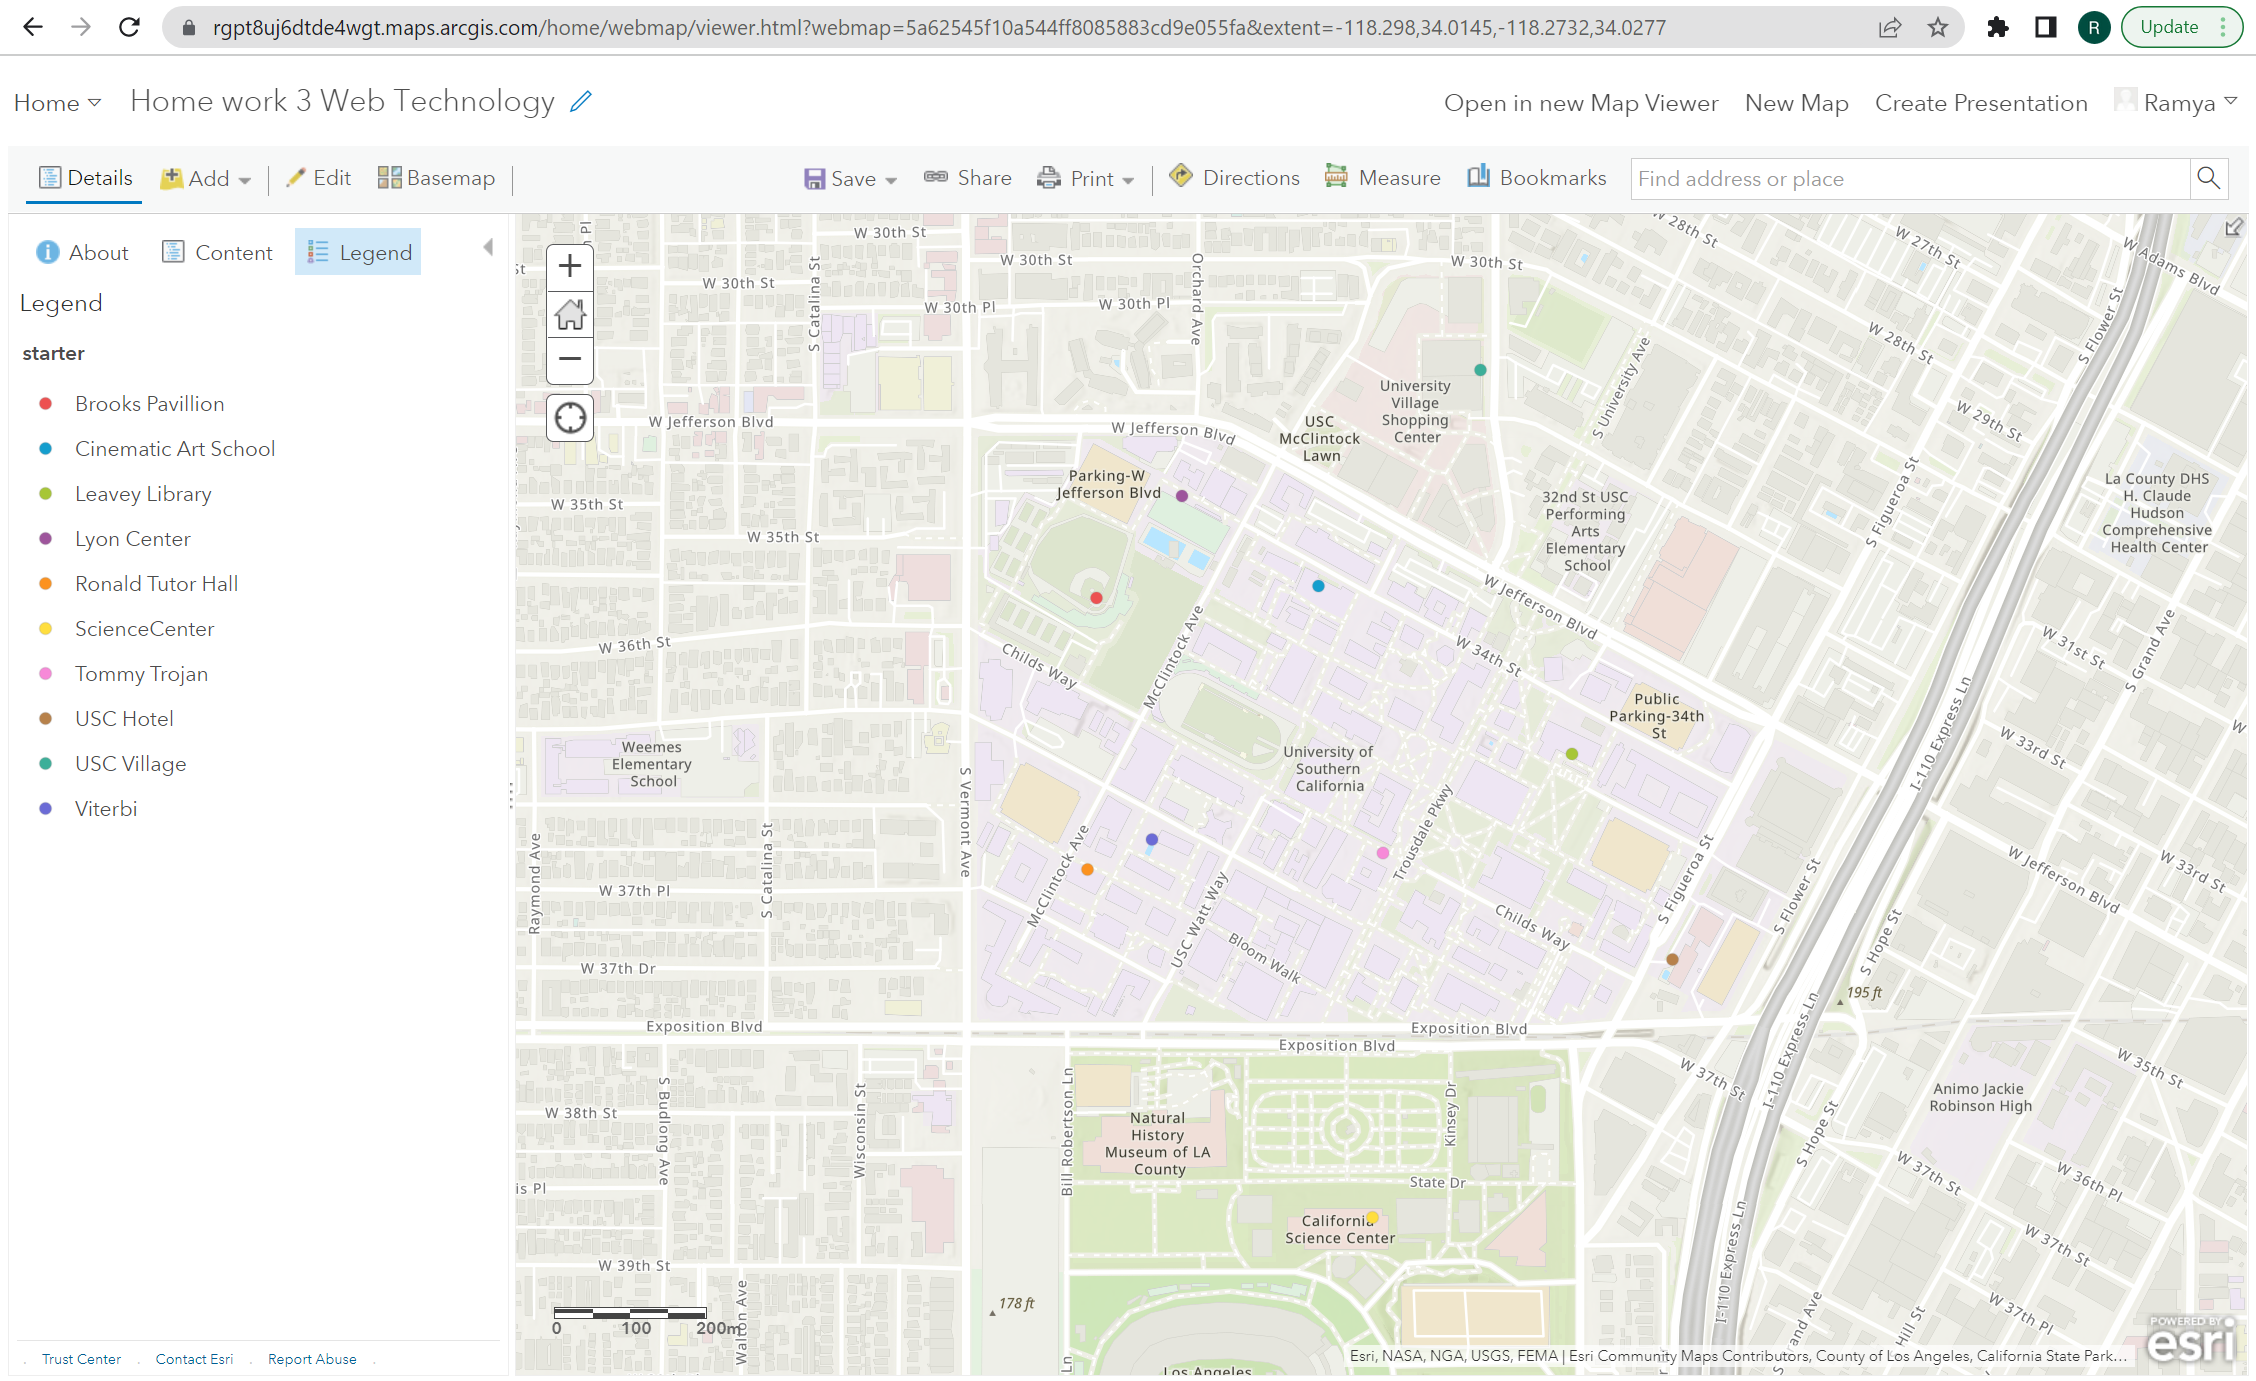 rgpt8uj6dtde4wgt.maps.arcgis.com/home/webmap/viewer.html?webmap=5a62545f10a544ff8085883cd9e055fa&extent=-118.298,34.0145,-118.2732,34.0277
R
Update
Home
Home work 3 Web Technology
Open in new Map Viewer
New Map
Create Presentation
Ramya
Details
Add
Edit
Basemap
Save
Share
Print
Directions
Measure
Bookmarks
Find address or place
About
Content
Legend
Legend
starter
Brooks Pavillion
Cinematic Art School
Leavey Library
Lyon Center
Ronald Tutor Hall
ScienceCenter
Tommy Trojan
USC Hotel
USC Village
Viterbi
Trust Center
Contact Esri
Report Abuse
W 30th St
W 30th St
W 30th St
W 30th St
W 30th Pl
W 30th Pl
S Catalina St
Orchard Ave
W 28th St
W 27th St
W Adams Blvd
S Flower St
W 28th St
W 29th St
S University Ave
University
Village
Shopping
Center
USC
McClintock
Lawn
W Jefferson Blvd
W Jefferson Blvd
Parking-W
Jefferson Blvd
W 35th St
W 35th St
32nd St USC
Performing
Arts
Elementary
School
S Figueroa St
La County DHS
H. Claude
Hudson
Comprehensive
Health Center
W Jefferson Blvd
W 36th St
Childs Way
McClintock Ave
W 34th St
W 31st St
S Grand Ave
Public
Parking-34th
St
I-110 Express Ln
W 33rd St
Weemes
Elementary
School
University of
Southern
California
S Vermont Ave
Trousdale Pkwy
Raymond Ave
S Catalina St
W 37th Pl
McClintock Ave
USC Watt Way
Bloom Walk
Childs Way
S Figueroa St
S Flower St
W Jefferson Blvd
W 33rd St
S Hope St
W 37th Dr
195 ft
Exposition Blvd
Exposition Blvd
Exposition Blvd
W 37th St
I-110 Express Ln
W 35th St
Animo Jackie
Robinson High
W 38th St
S Budlong Ave
Wisconsin St
Bill Robertson Ln
Natural
History
Museum of LA
County
Kinsey Dr
State Dr
S Hope St
W 37th St
W 36th Pl
is Pl
California
Science Center
I-110 Express Ln
W 37th St
W 39th St
Walton Ave
178 ft
W 37th Pl
Hill St
0 100 200m
Ln
Los Angeles
Esri, NASA, NGA, USGS, FEMA | Esri Community Maps Contributors, County of Los Angeles, California State Park...
POWERED BY
esri